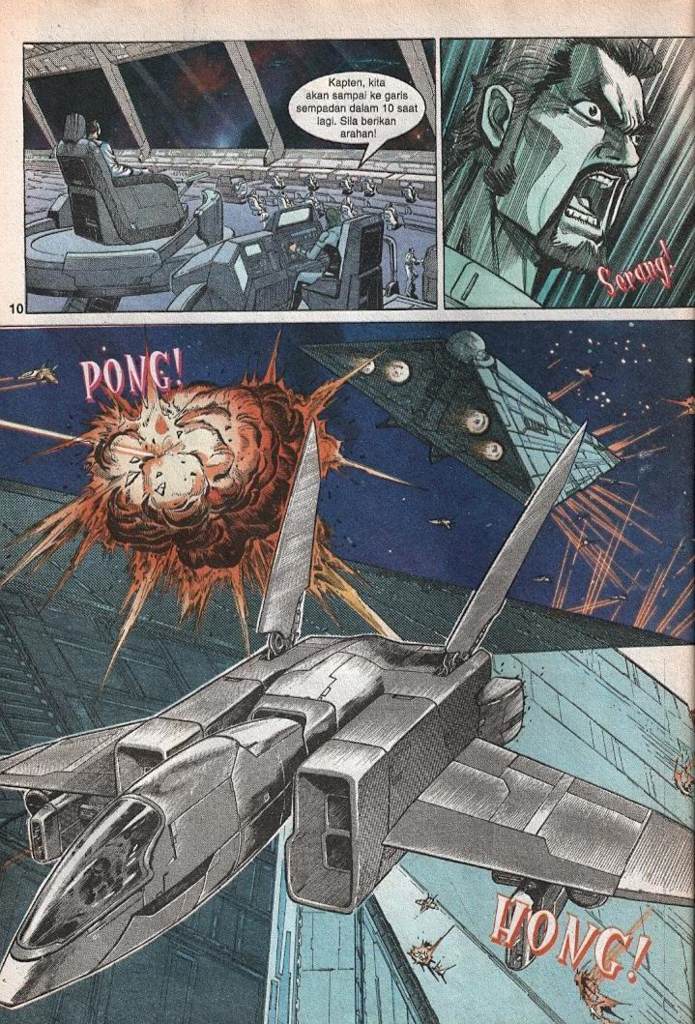 Kapten, kita
akan sampai ke garis
sempadan dalam 10 saat
lagi. Sila berikan
arahan!
Serang!
10
PONG!
HONG!